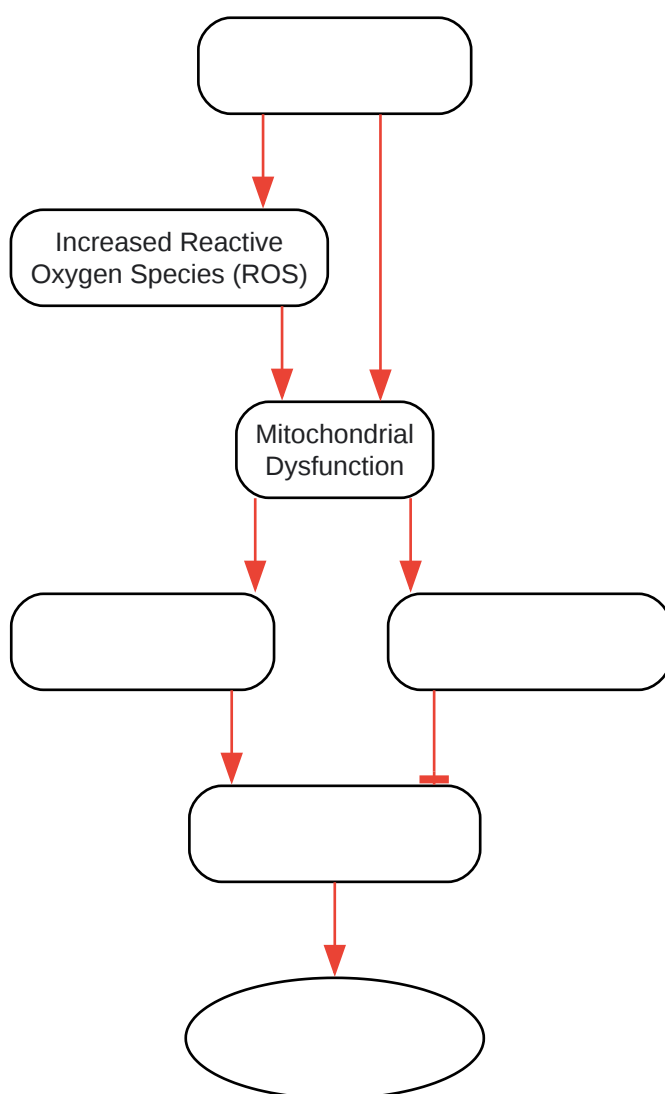 Increased Reactive
Oxygen Species (ROS)
Mitochondrial
Dysfunction